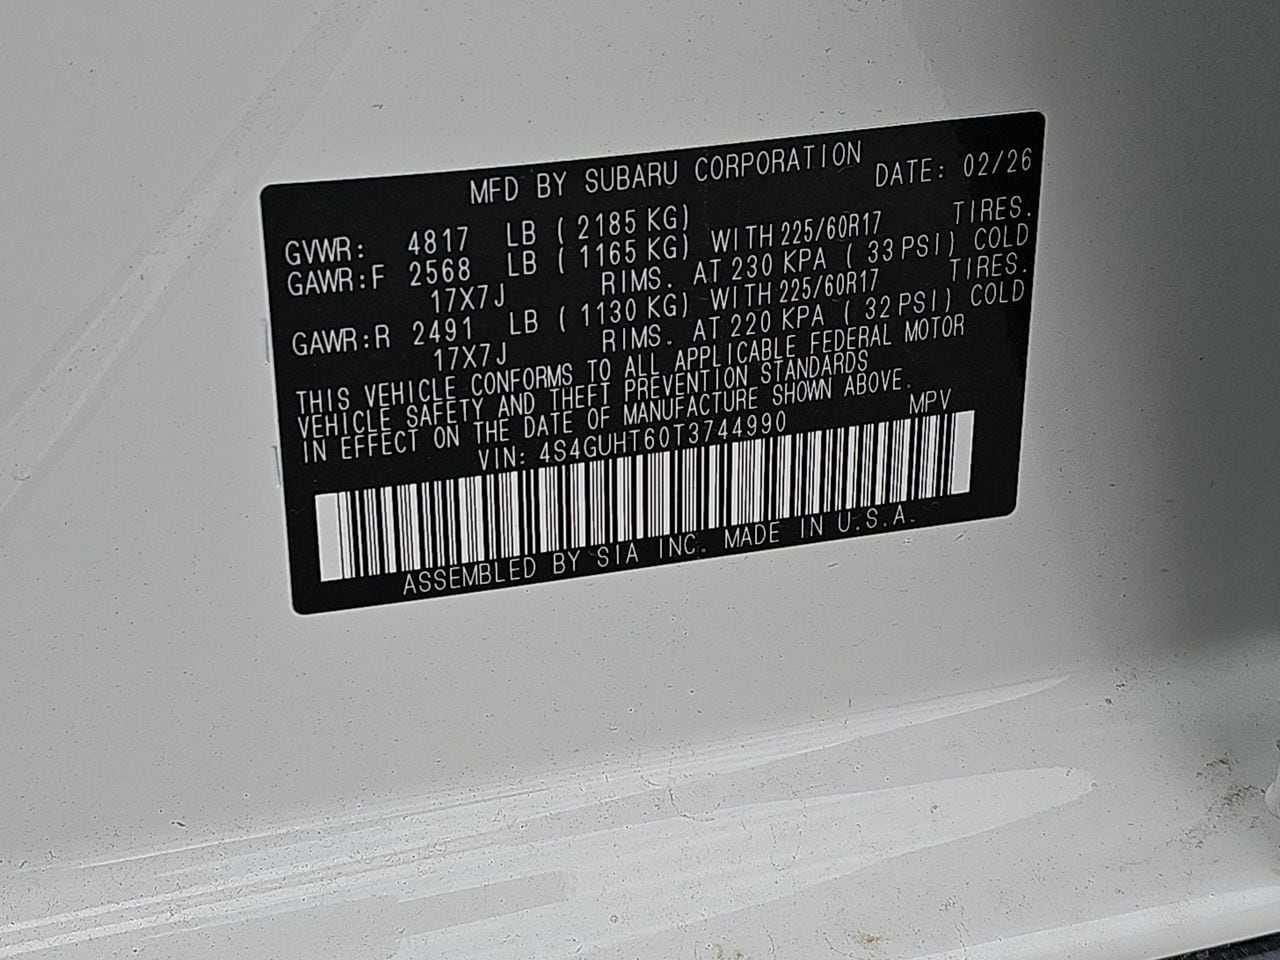 MFD BY SUBARU CORPORATION DATE: 02/26
GVWR: 4817 LB ( 2185 KG)
GAWR:F 2568 LB ( 1165 KG) WITH 225/60R17 TIRES.
17X7J RIMS. AT 230 KPA ( 33 PSI) COLD
GAWR:R 2491 LB ( 1130 KG) WITH 225/60R17 TIRES.
17X7J RIMS. AT 220 KPA ( 32 PSI) COLD
THIS VEHICLE CONFORMS TO ALL APPLICABLE FEDERAL MOTOR
VEHICLE SAFETY AND THEFT PREVENTION STANDARDS
IN EFFECT ON THE DATE OF MANUFACTURE SHOWN ABOVE.
VIN: 4S4GUHT60T3744990 MPV
ASSEMBLED BY SIA INC. MADE IN U.S.A.